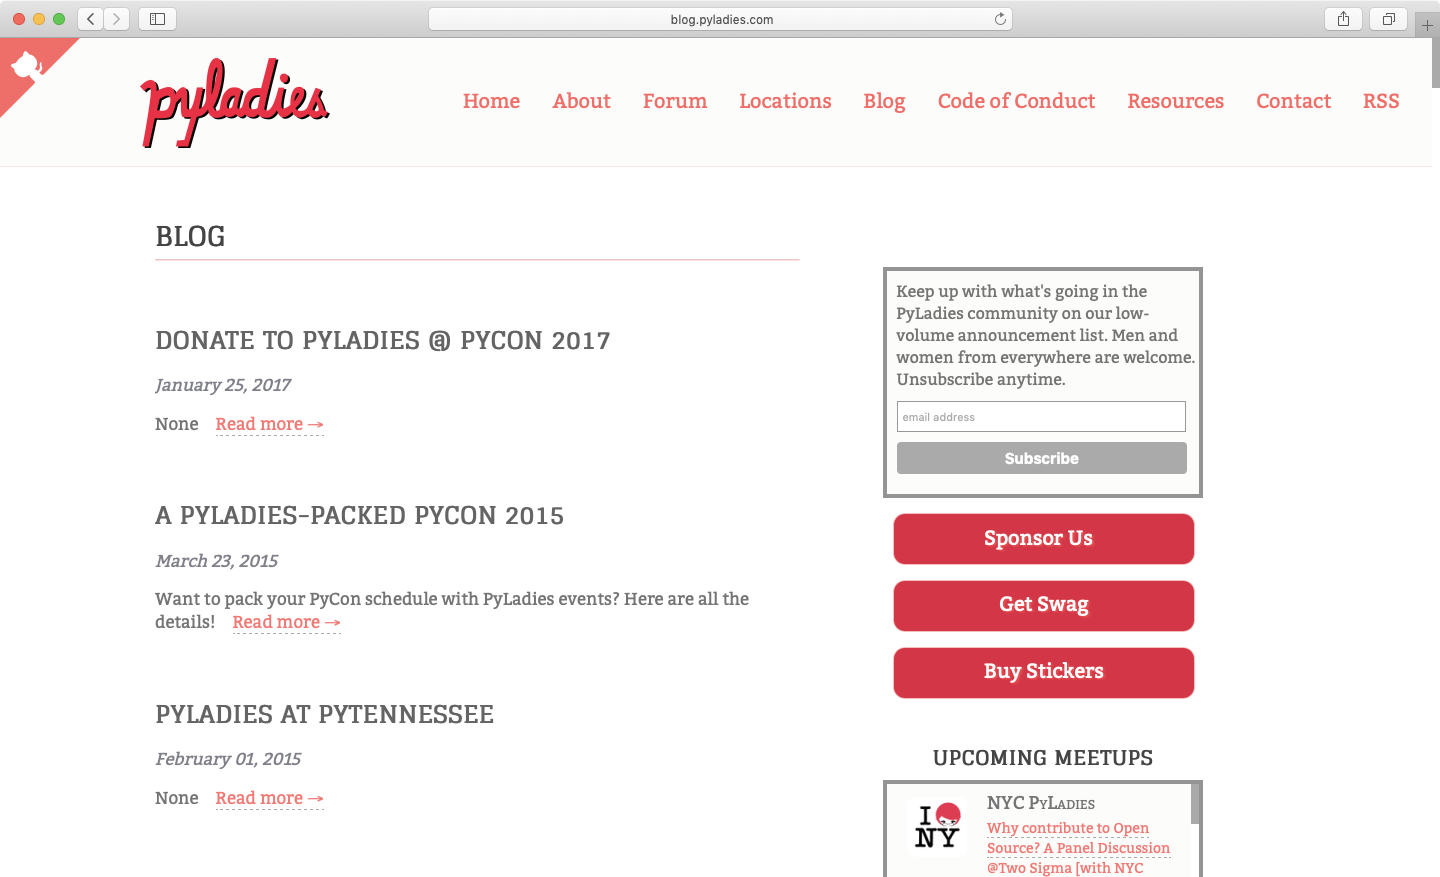 blog.pyladies.com
pyladies
Home About Forum Locations Blog Code of Conduct Resources Contact RSS
BLOG
DONATE TO PYLADIES @ PYCON 2017
January 25, 2017
None Read more →
A PYLADIES-PACKED PYCON 2015
March 23, 2015
Want to pack your PyCon schedule with PyLadies events? Here are all the
details! Read more →
PYLADIES AT PYTENNESSEE
February 01, 2015
None Read more →
Keep up with what's going in the
PyLadies community on our low-
volume announcement list. Men and
women from everywhere are welcome.
Unsubscribe anytime.
email address
Subscribe
Sponsor Us
Get Swag
Buy Stickers
UPCOMING MEETUPS
I
NY
NYC PyLadies
Why contribute to Open
Source? A Panel Discussion
@Two Sigma [with NYC